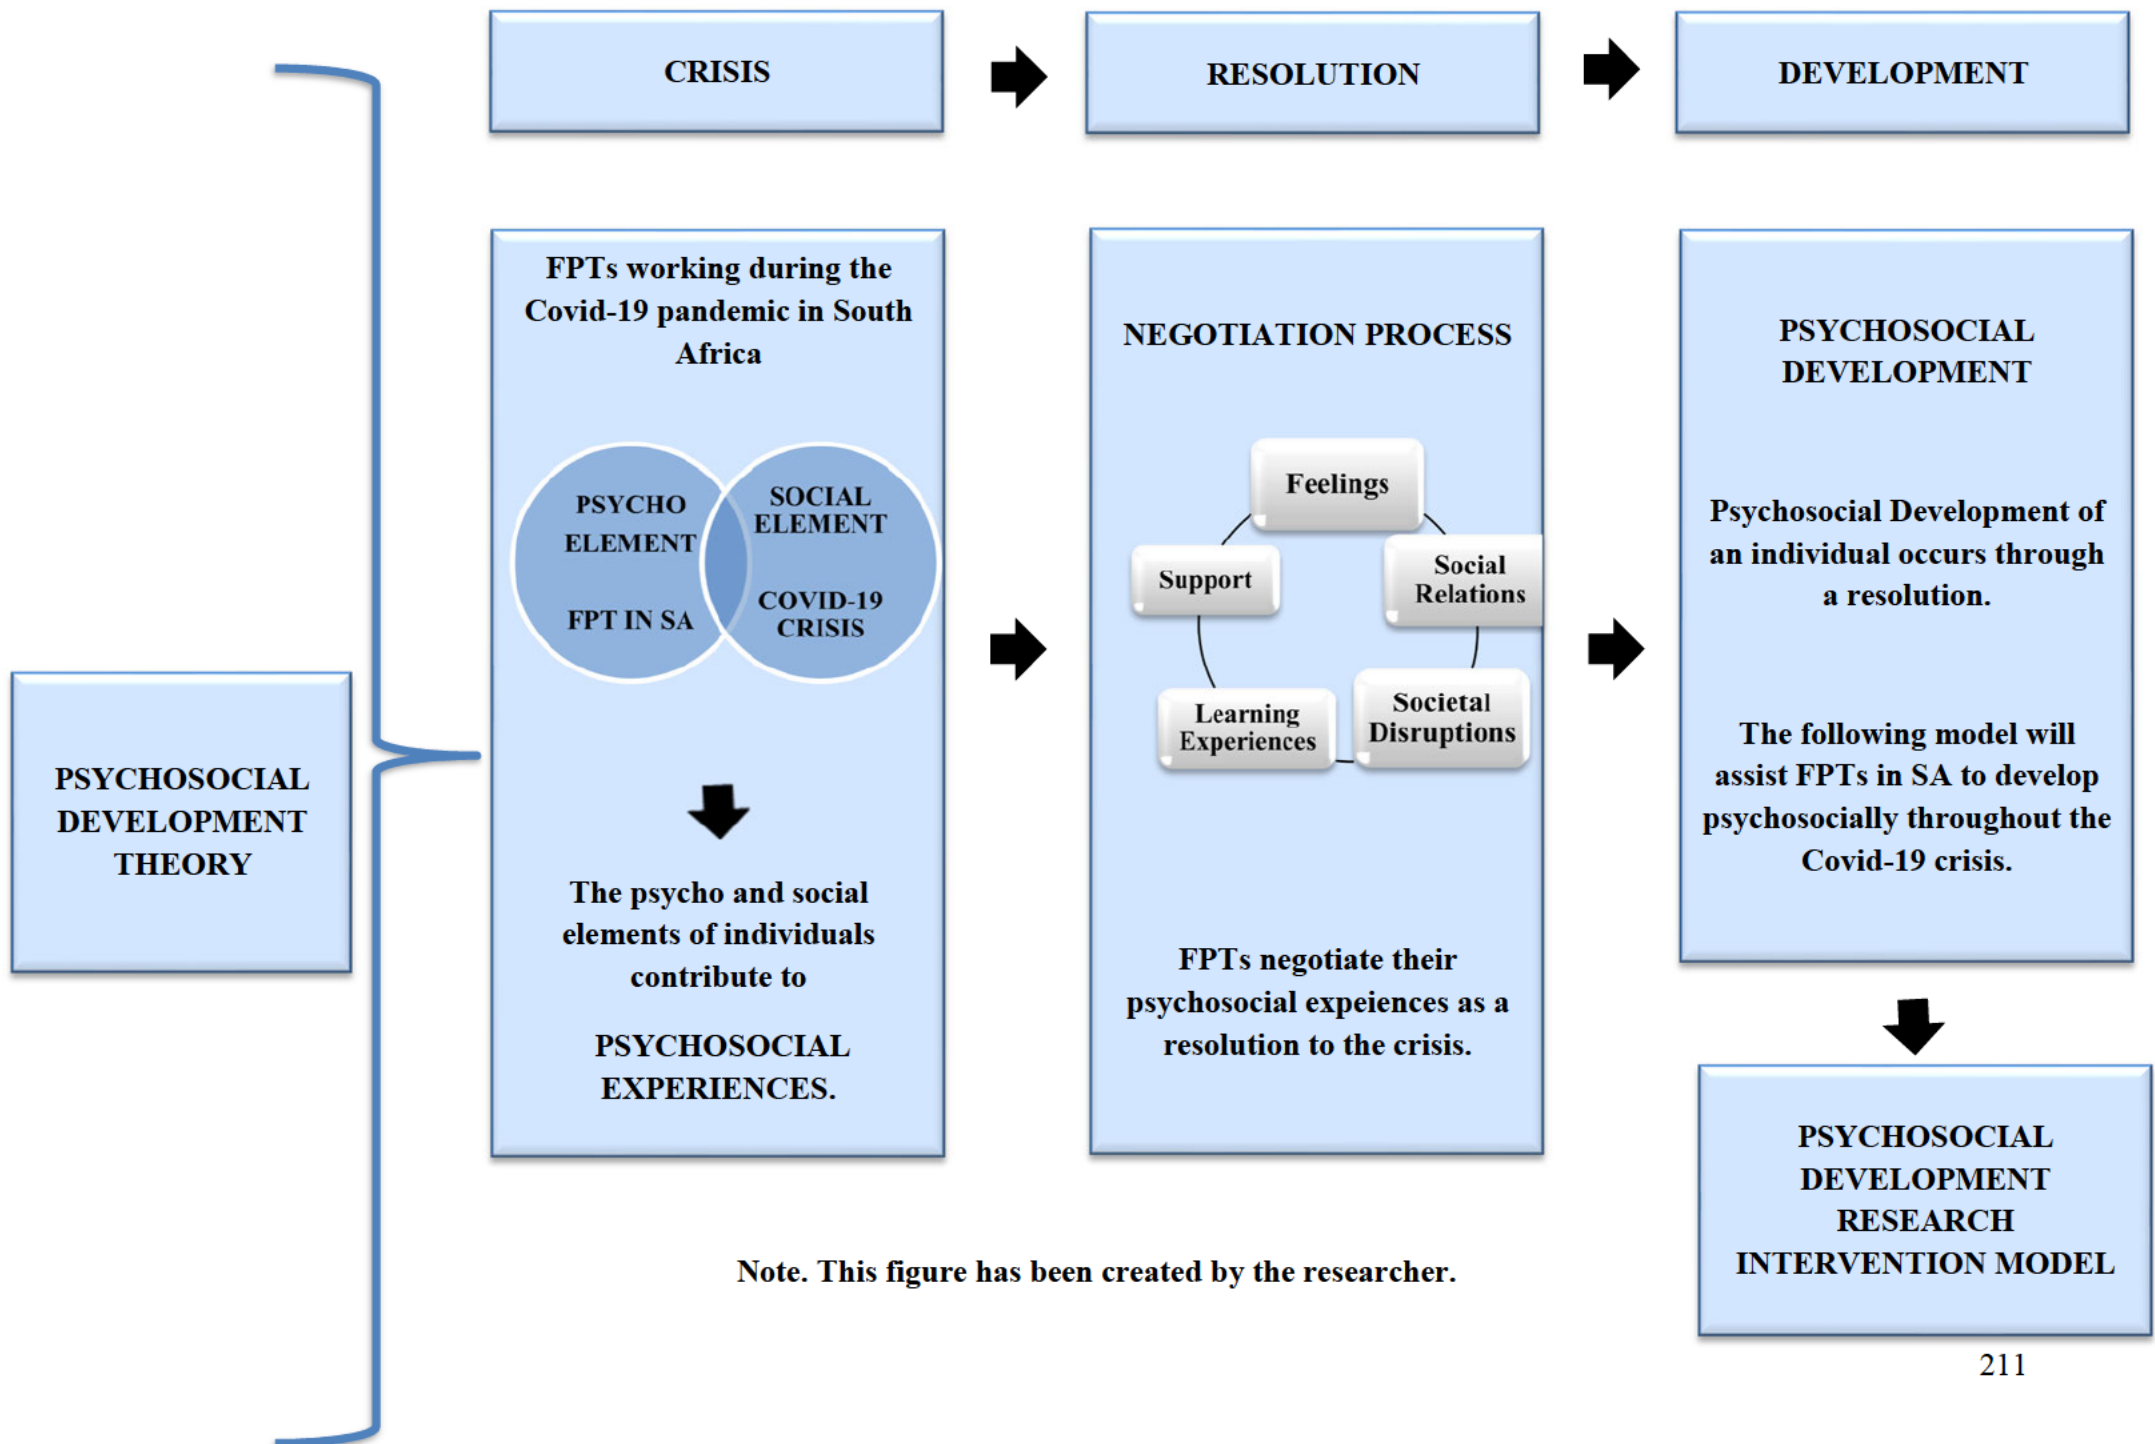 CRISIS
RESOLUTION
DEVELOPMENT
PSYCHOSOCIAL
DEVELOPMENT
THEORY
FPTs working during the
Covid-19 pandemic in South
Africa
PSYCHO
ELEMENT
FPT IN SA
SOCIAL
ELEMENT
COVID-19
CRISIS
The psycho and social
elements of individuals
contribute to
PSYCHOSOCIAL
EXPERIENCES.
NEGOTIATION PROCESS
Feelings
Social
Relations
Societal
Disruptions
Learning
Experiences
Support
FPTs negotiate their
psychosocial expeiences as a
resolution to the crisis.
PSYCHOSOCIAL
DEVELOPMENT
Psychosocial Development of
an individual occurs through
a resolution.
The following model will
assist FPTs in SA to develop
psychosocially throughout the
Covid-19 crisis.
PSYCHOSOCIAL
DEVELOPMENT
RESEARCH
INTERVENTION MODEL
Note. This figure has been created by the researcher.
211